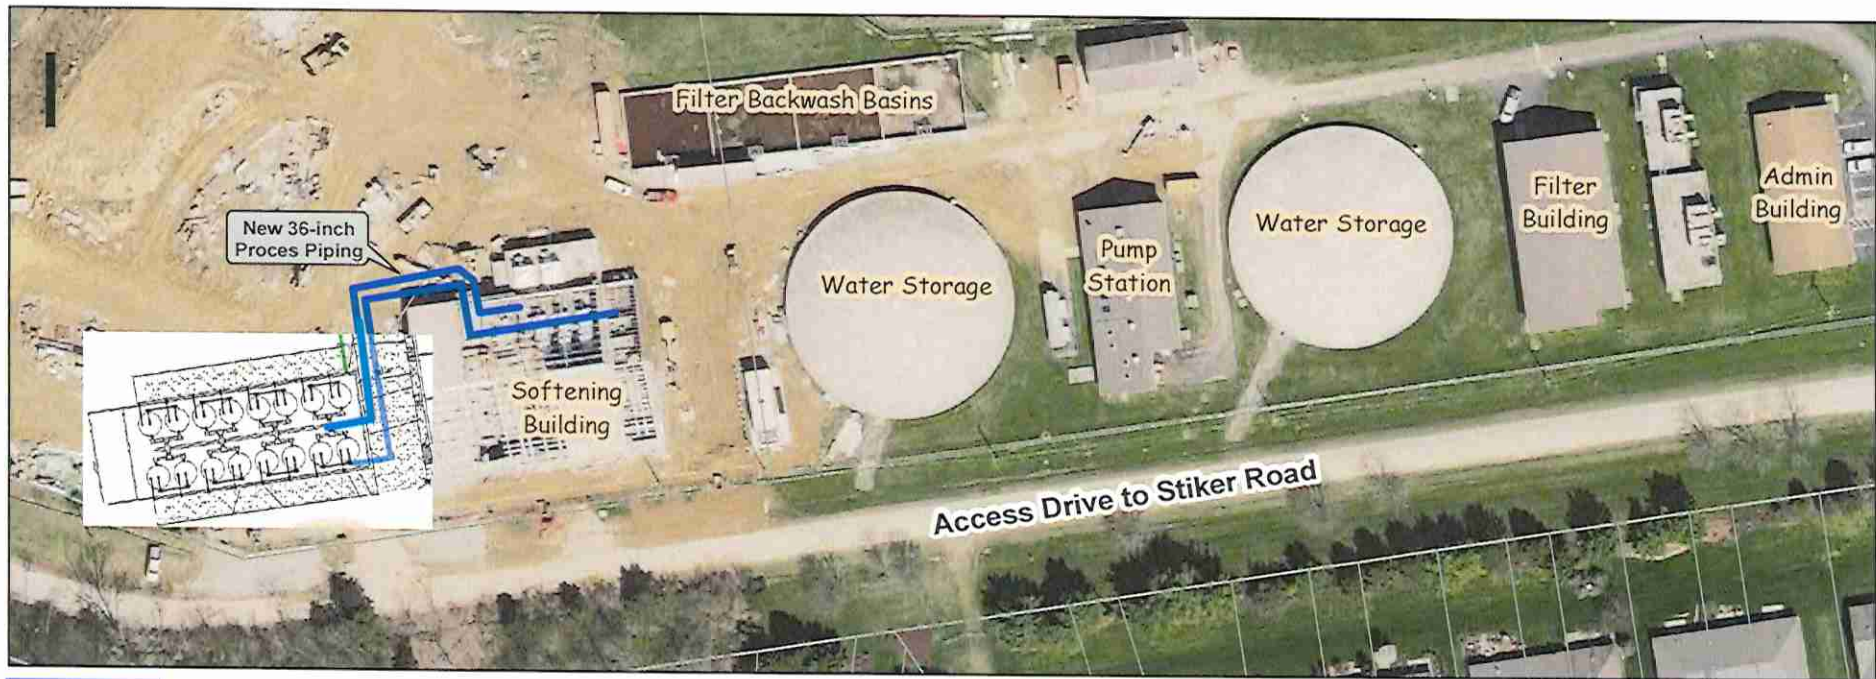 Filter Backwash Basins
New 36-inch
Proces Piping
Water Storage
Pump
Station
Water Storage
Filter
Building
Admin
Building
Softening
Building
Access Drive to Stiker Road